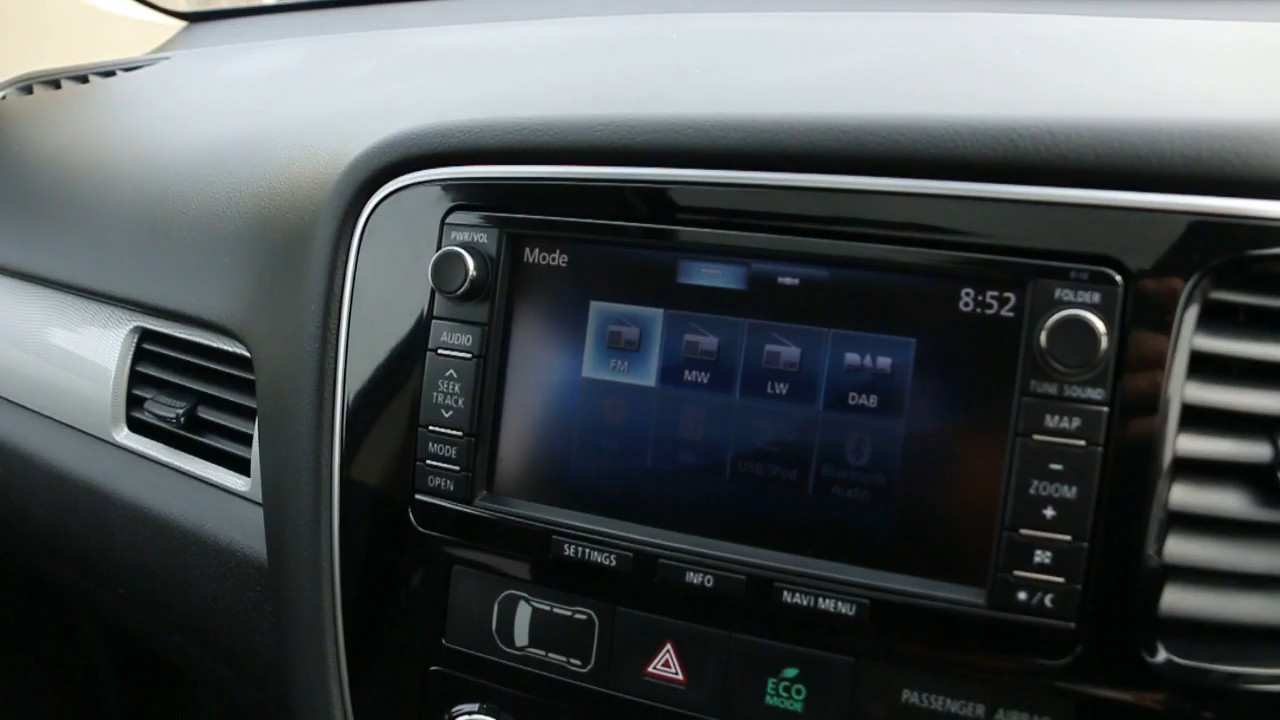 PWR/VOL
Mode
8:52
FOLDER
AUDIO
SEEK
TRACK
MODE
OPEN
FM
MW
LW
DAB
USB/iPod
Bluetooth
Audio
TUNE SOUND
MAP
ZOOM
SETTINGS
INFO
NAVI MENU
ECO
MODE
PASSENGER AIRBAG